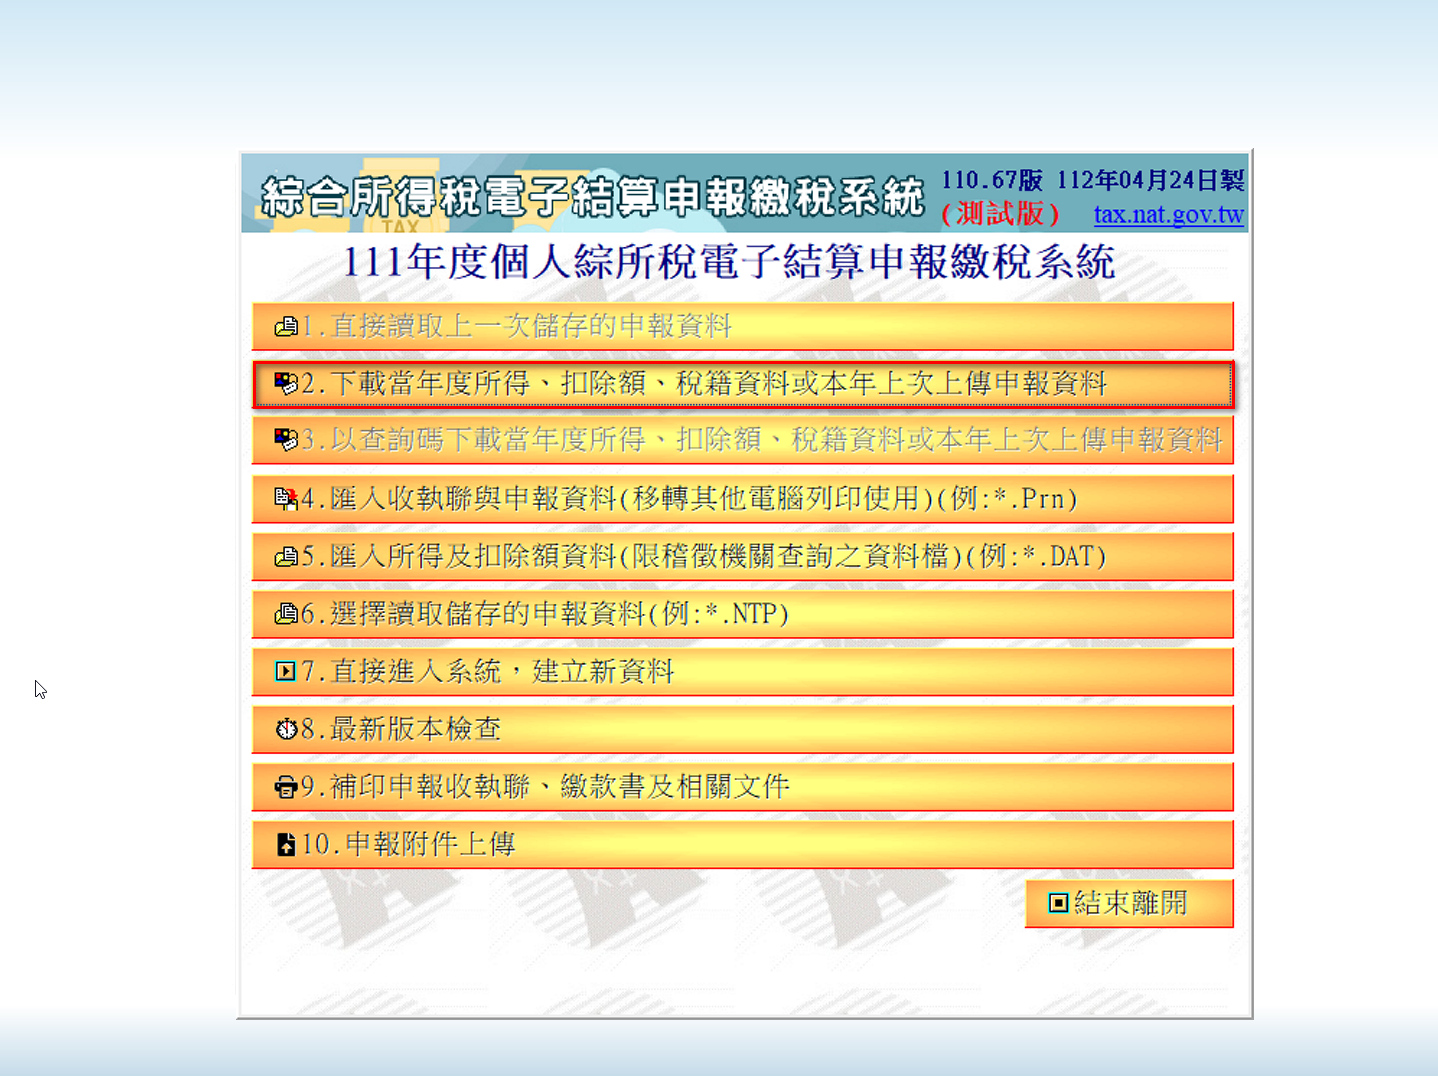 綜合所得稅電子結算申報繳稅系統
110.67版 112年04月24日製
(測試版) tax.nat.gov.tw
TAX
111年度個人綜所稅電子結算申報繳稅系統
1.直接讀取上一次儲存的申報資料
2.下載當年度所得、扣除額、稅籍資料或本年上次上傳申報資料
3.以查詢碼下載當年度所得、扣除額、稅籍資料或本年上次上傳申報資料
4.匯入收執聯與申報資料(移轉其他電腦列印使用)(例:*.Prn)
5.匯入所得及扣除額資料(限稽徵機關查詢之資料檔)(例:*.DAT)
6.選擇讀取儲存的申報資料(例:*.NTP)
7.直接進入系統，建立新資料
8.最新版本檢查
9.補印申報收執聯、繳款書及相關文件
10.申報附件上傳
結束離開